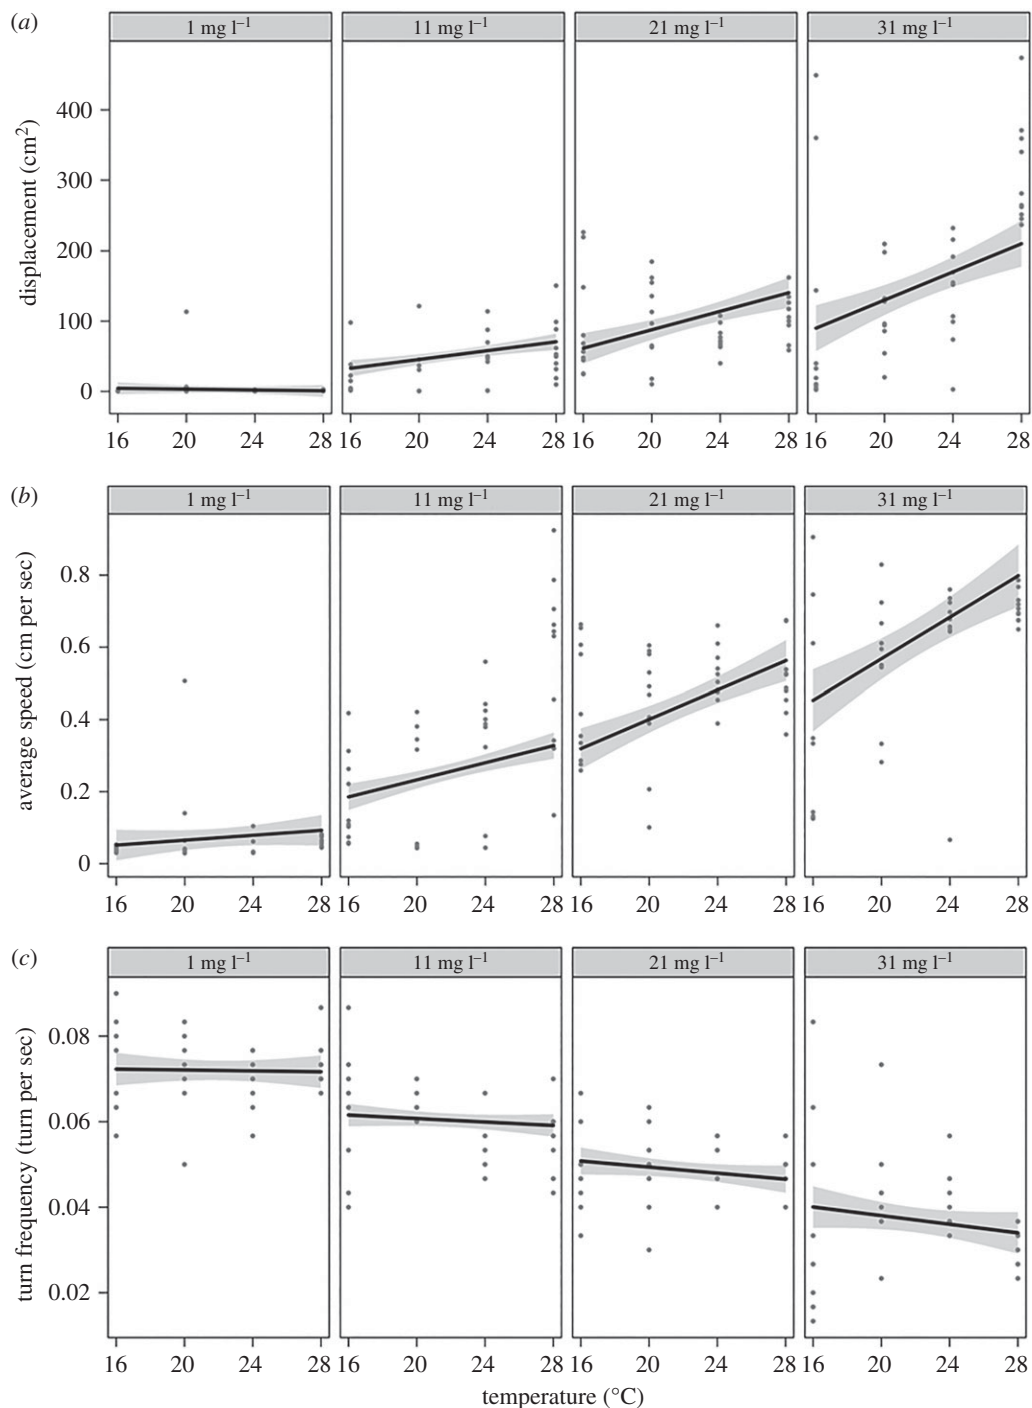 (a)
1 mg l⁻¹ 11 mg l⁻¹ 21 mg l⁻¹ 31 mg l⁻¹
displacement (cm²)
400
300
200
100
0
16 20 24 28 16 20 24 28 16 20 24 28 16 20 24 28
(b)
1 mg l⁻¹ 11 mg l⁻¹ 21 mg l⁻¹ 31 mg l⁻¹
average speed (cm per sec)
0.8
0.6
0.4
0.2
0
16 20 24 28 16 20 24 28 16 20 24 28 16 20 24 28
(c)
1 mg l⁻¹ 11 mg l⁻¹ 21 mg l⁻¹ 31 mg l⁻¹
turn frequency (turn per sec)
0.08
0.06
0.04
0.02
16 20 24 28 16 20 24 28 16 20 24 28 16 20 24 28
temperature (°C)